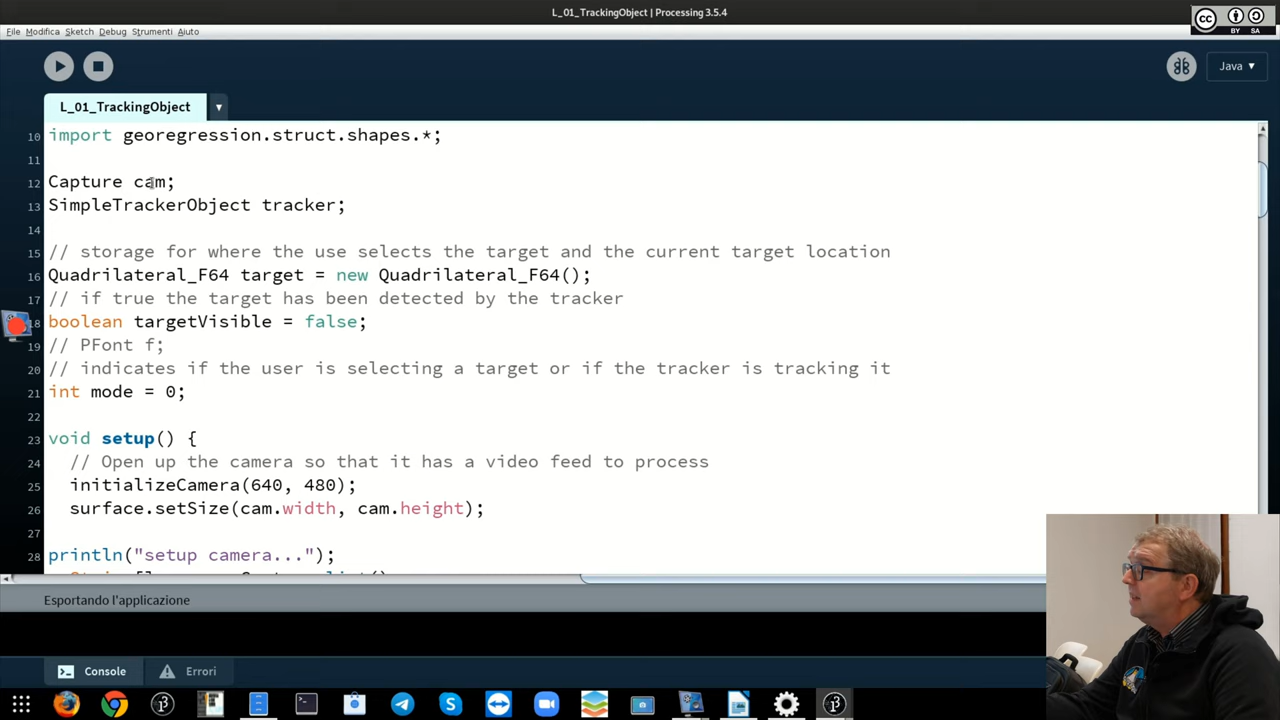 L_01_TrackingObject | Processing 3.5.4
CC BY SA
File Modifica Sketch Debug Strumenti Aiuto
Java ▼
L_01_TrackingObject ▼
10 import georegression.struct.shapes.*;
11
12 Capture cam;
13 SimpleTrackerObject tracker;
14
15 // storage for where the use selects the target and the current target location
16 Quadrilateral_F64 target = new Quadrilateral_F64();
17 // if true the target has been detected by the tracker
18 boolean targetVisible = false;
19 // PFont f;
20 // indicates if the user is selecting a target or if the tracker is tracking it
21 int mode = 0;
22
23 void setup() {
24 // Open up the camera so that it has a video feed to process
25 initializeCamera(640, 480);
26 surface.setSize(cam.width, cam.height);
27
28 println("setup camera...");
Esportando l'applicazione
Console Errori